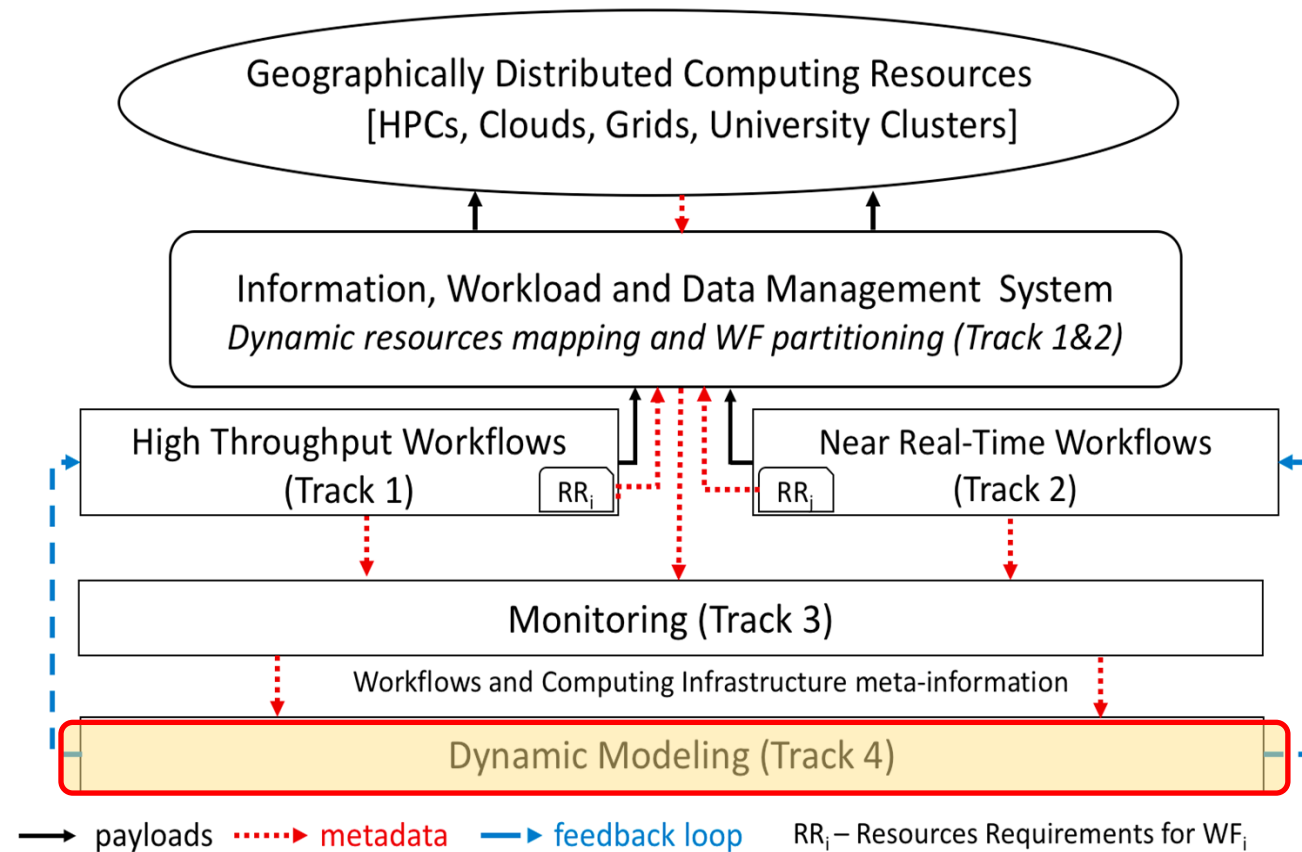 Geographically Distributed Computing Resources
[HPCs, Clouds, Grids, University Clusters]
Information, Workload and Data Management System
Dynamic resources mapping and WF partitioning (Track 1&2)
High Throughput Workflows
(Track 1)
RRi
Near Real-Time Workflows
(Track 2)
RRj
Monitoring (Track 3)
Workflows and Computing Infrastructure meta-information
Dynamic Modeling (Track 4)
payloads metadata feedback loop RRi – Resources Requirements for WFi